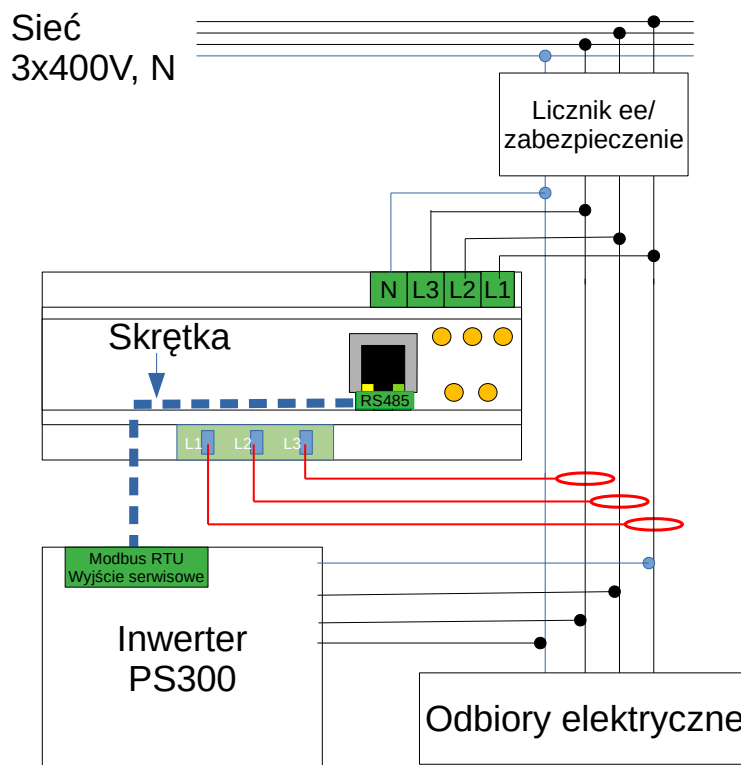 Sieć
3x400V, N
Licznik ee/
zabezpieczenie
N L3 L2 L1
Skrętka
RS485
L1 L2 L3
Modbus RTU
Wyjście serwisowe
Inwerter
PS300
Odbiory elektryczne